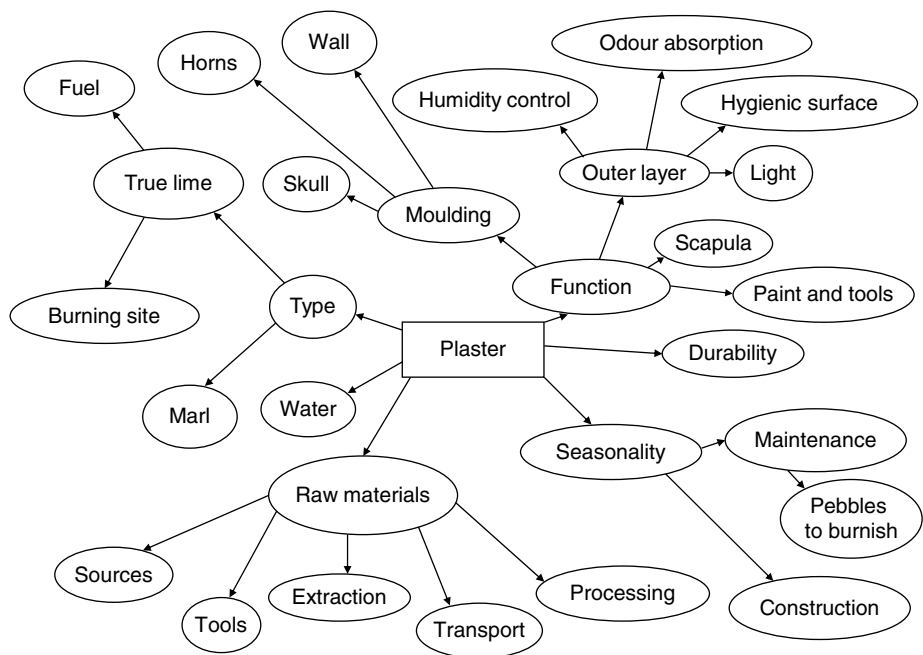 Wall
Odour absorption
Horns
Fuel
Humidity control
Hygienic surface
True lime
Skull
Outer layer
Light
Moulding
Scapula
Function
Paint and tools
Burning site
Type
Plaster
Durability
Marl
Water
Seasonality
Maintenance
Raw materials
Pebbles
to burnish
Sources
Extraction
Processing
Tools
Transport
Construction